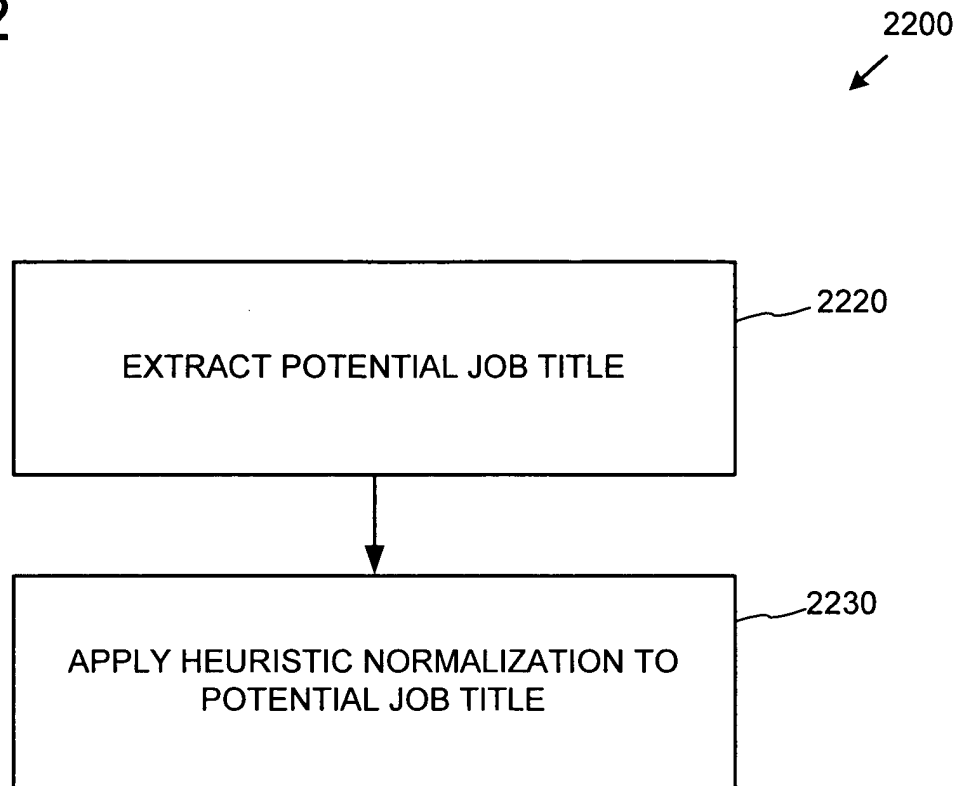 2
2200
EXTRACT POTENTIAL JOB TITLE
2220
APPLY HEURISTIC NORMALIZATION TO
POTENTIAL JOB TITLE
2230